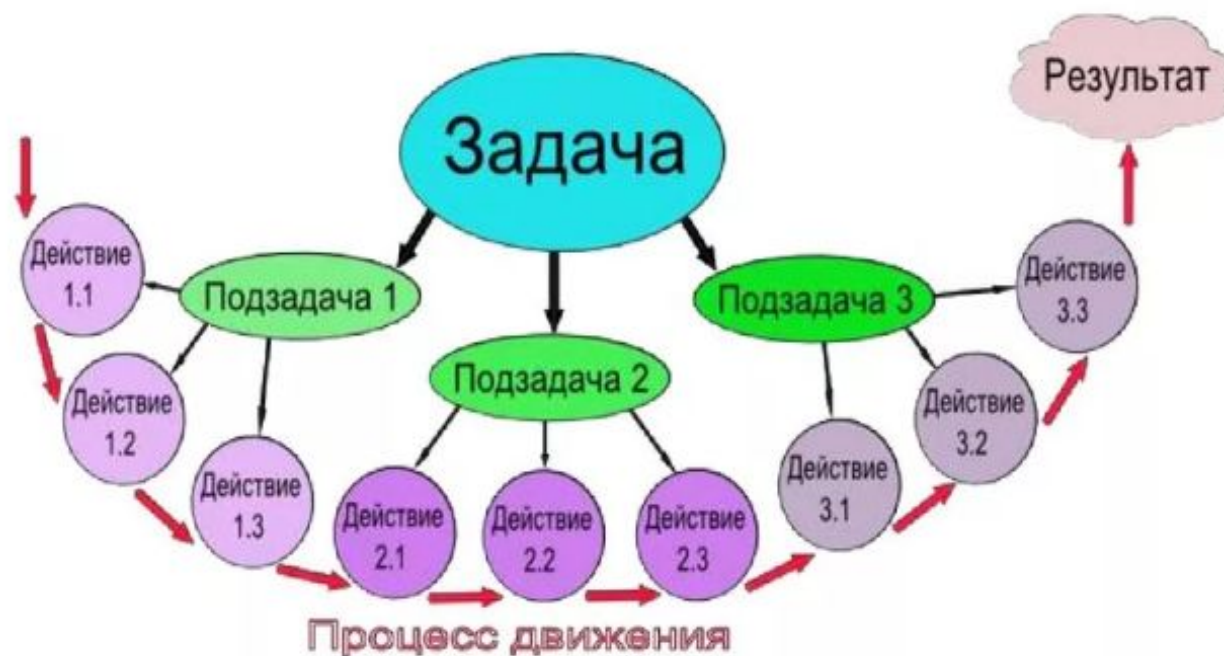 Задача
Результат
Подзадача 1
Подзадача 2
Подзадача 3
Действие
1.1
Действие
1.2
Действие
1.3
Действие
2.1
Действие
2.2
Действие
2.3
Действие
3.1
Действие
3.2
Действие
3.3
Процесс движения